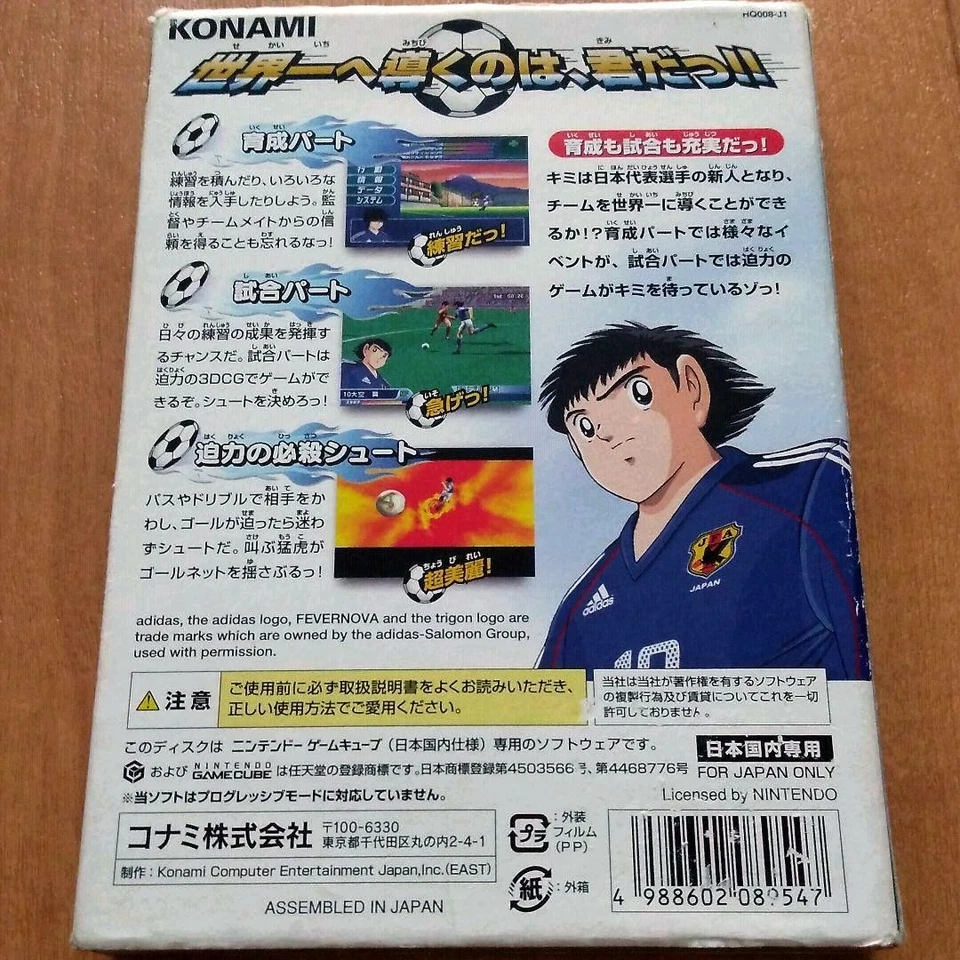 KONAMI
HQ008-J1
世界一へ導くのは、君だっ!!
育成パート
練習を積んだり、いろいろな
情報を入手したりしよう。監
督やチームメイトからの信
頼を得ることも忘れるなっ!
行動
情報
データ
システム
練習だっ!
試合パート
日々の練習の成果を発揮す
るチャンスだ。試合パートは
迫力の3DCGでゲームがで
きるぞ。シュートを決めろっ!
10大空 翼
急げっ!
迫力の必殺シュート
パスやドリブルで相手をか
わし、ゴールが迫ったら迷わ
ずシュートだ。叫ぶ猛虎が
ゴールネットを揺さぶるっ!
超美麗!
育成も試合も充実だっ!
キミは日本代表選手の新人となり、
チームを世界一に導くことができ
るか!?育成パートでは様々なイ
ベントが、試合パートでは迫力の
ゲームがキミを待っているゾっ!
JFA
JAPAN
adidas
10
adidas, the adidas logo, FEVERNOVA and the trigon logo are
trade marks which are owned by the adidas-Salomon Group,
used with permission.
注意
ご使用前に必ず取扱説明書をよくお読みいただき、
正しい使用方法でご愛用ください。
当社は当社が著作権を有するソフトウェア
の複製行為及び賃貸についてこれを一切
許可しておりません。
このディスクは ニンテンドー ゲームキューブ(日本国内仕様)専用のソフトウェアです。
および NINTENDO GAMECUBE は任天堂の登録商標です。日本商標登録第4503566号、第4468776号
※当ソフトはプログレッシブモードに対応していません。
日本国内専用
FOR JAPAN ONLY
Licensed by NINTENDO
コナミ株式会社
〒100-6330
東京都千代田区丸の内2-4-1
制作:Konami Computer Entertainment Japan,Inc.(EAST)
ASSEMBLED IN JAPAN
プラ
:外装
フィルム
(PP)
紙
:外箱
4 988602 089547